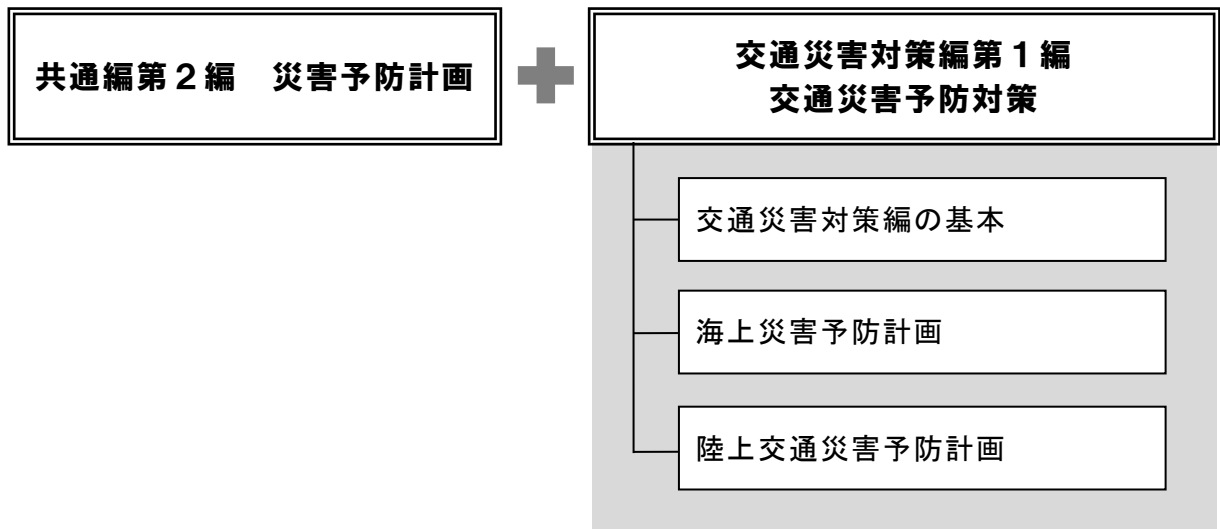 共通編第２編　災害予防計画
交通災害対策編第１編
交通災害予防対策
交通災害対策編の基本
海上災害予防計画
陸上交通災害予防計画